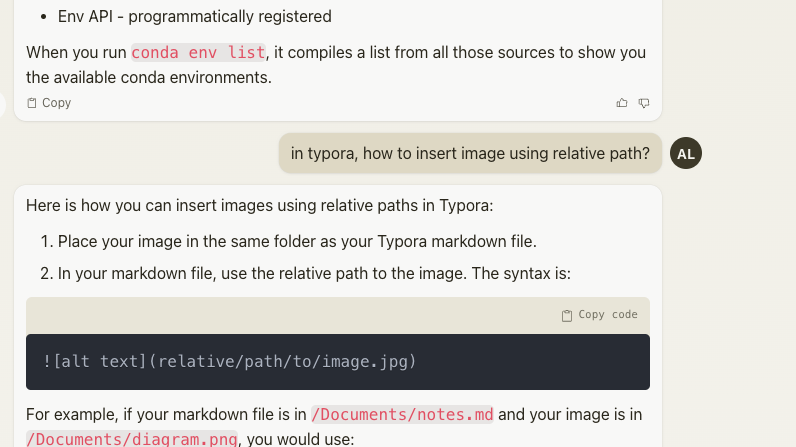 • Env API - programmatically registered
When you run conda env list, it compiles a list from all those sources to show you
the available conda environments.
Copy
in typora, how to insert image using relative path?
AL
Here is how you can insert images using relative paths in Typora:
1. Place your image in the same folder as your Typora markdown file.
2. In your markdown file, use the relative path to the image. The syntax is:
Copy code
![alt text](relative/path/to/image.jpg)
For example, if your markdown file is in /Documents/notes.md and your image is in
/Documents/diagram.png, you would use: